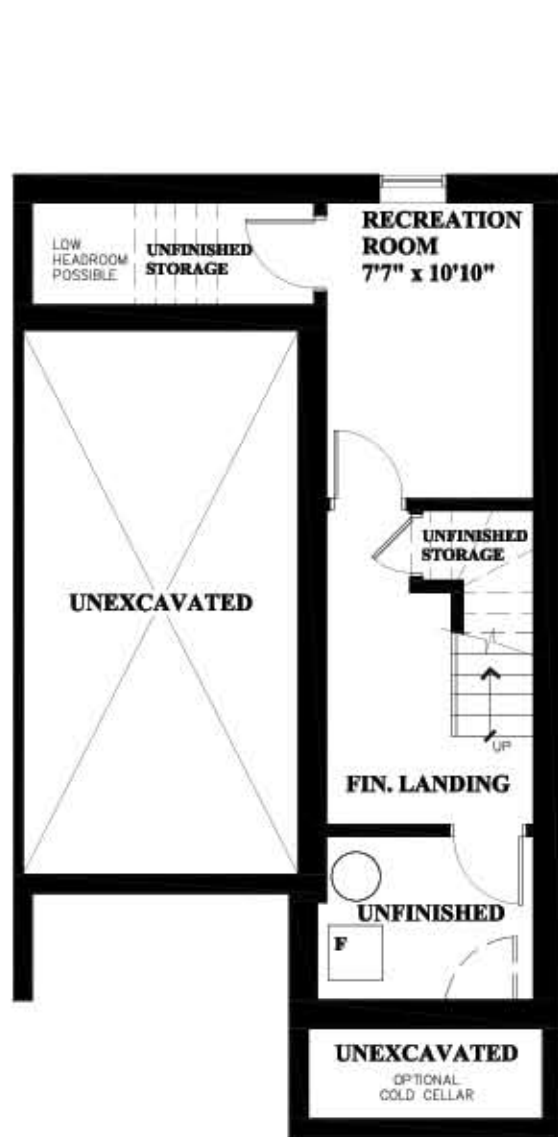 RECREATION
ROOM
7'7" x 10'10"
LOW
HEADROOM
POSSIBLE
UNFINISHED
STORAGE
UNFINISHED
STORAGE
UNEXCAVATED
UP
FIN. LANDING
UNFINISHED
F
UNEXCAVATED
OPTIONAL
COLD CELLAR